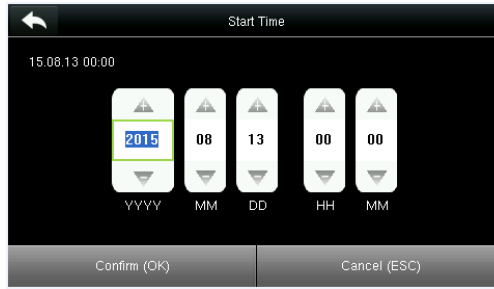 Start Time
15.08.13 00:00
2015 08 13 00 00
YYYY MM DD HH MM
Confirm (OK) Cancel (ESC)